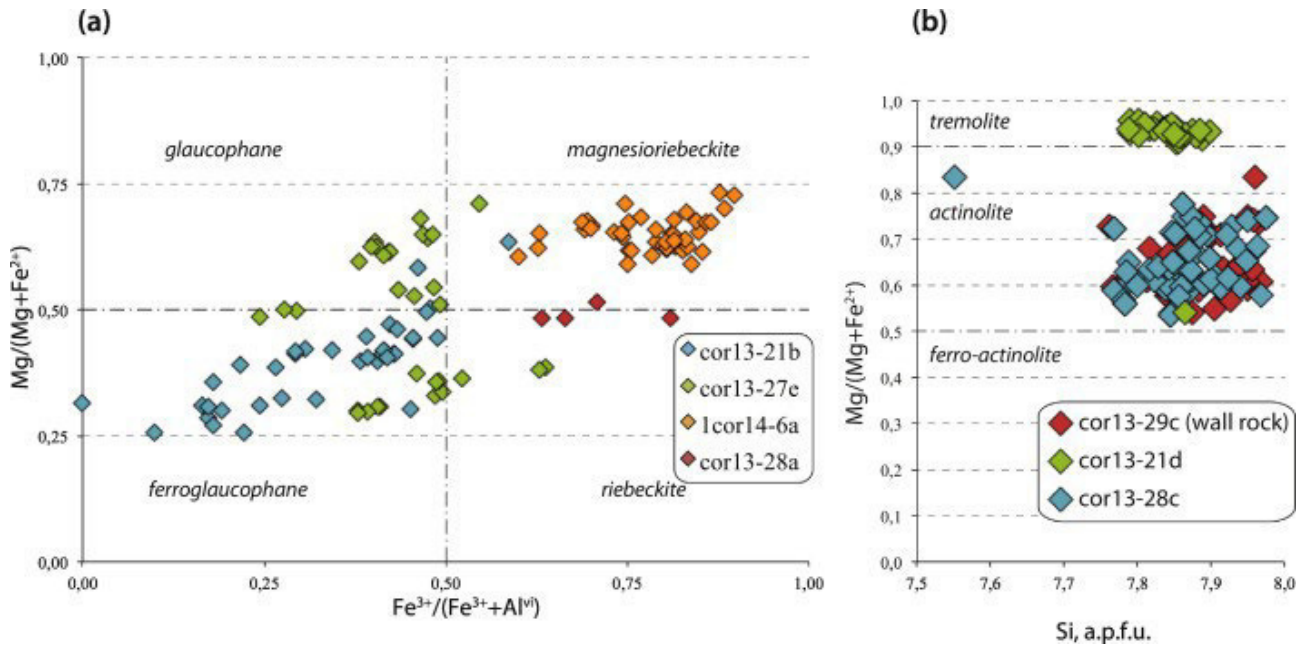 (a)
1,00
0,75
0,50
0,25
0,00
Mg/(Mg+Fe²⁺)
glaucophane
magnesioriebeckite
ferroglaucophane
riebeckite
cor13-21b
cor13-27e
1cor14-6a
cor13-28a
0,00 0,25 0,50 0,75 1,00
Fe³⁺/(Fe³⁺+Alᵛⁱ)
(b)
1,0
0,9
0,8
0,7
0,6
0,5
0,4
0,3
0,2
0,1
0,0
Mg/(Mg+Fe²⁺)
tremolite
actinolite
ferro-actinolite
cor13-29c (wall rock)
cor13-21d
cor13-28c
7,5 7,6 7,7 7,8 7,9 8,0
Si, a.p.f.u.